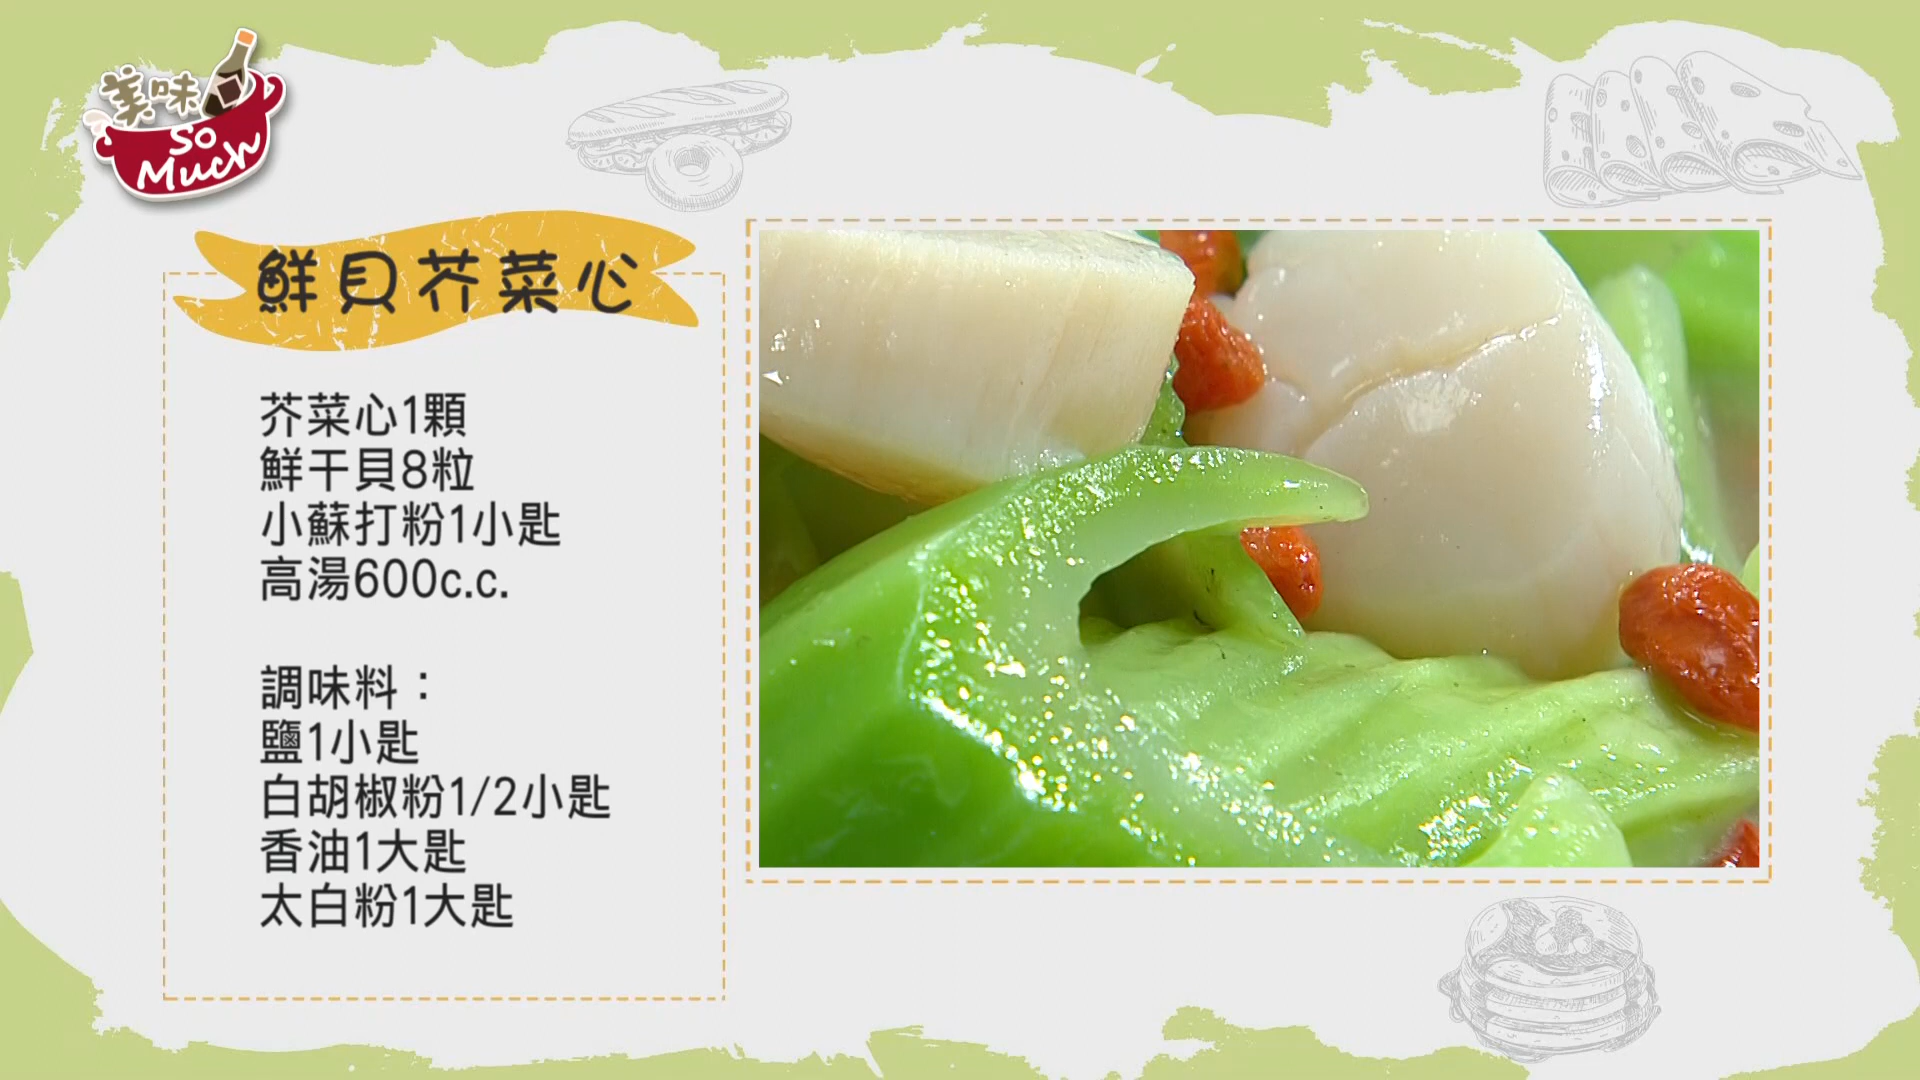 美味
So
Much
鮮貝芥菜心
芥菜心1顆
鮮干貝8粒
小蘇打粉1小匙
高湯600c.c.
調味料：
鹽1小匙
白胡椒粉1/2小匙
香油1大匙
太白粉1大匙